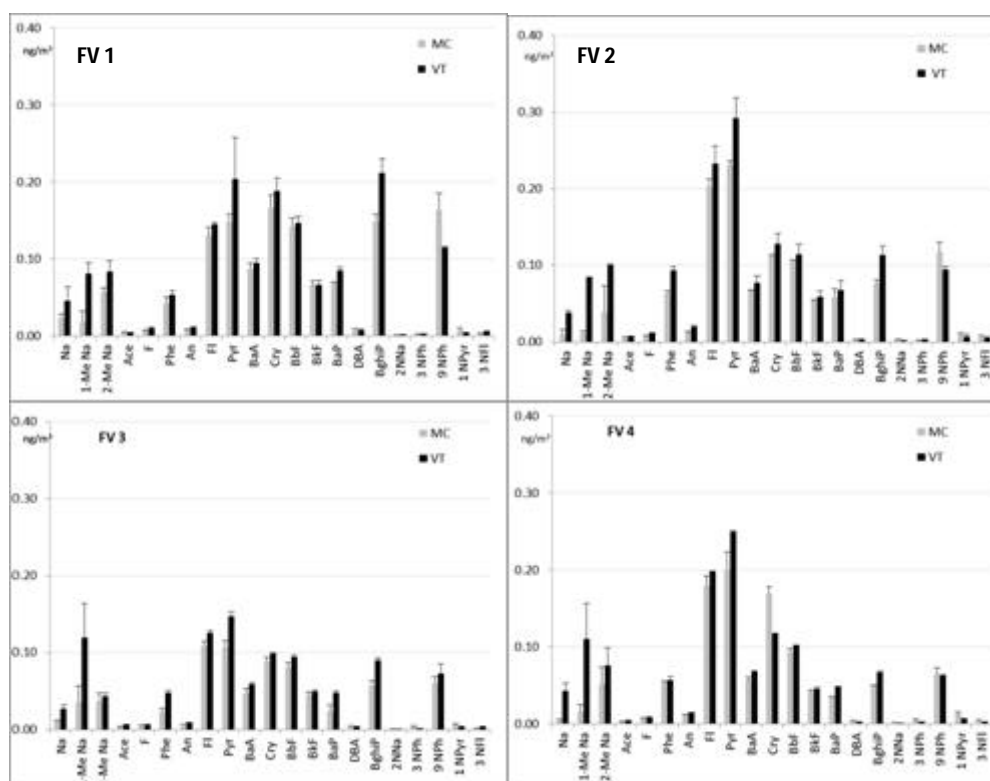 0.40
ng/m³
FV 1
MC
VT
0.30
0.20
0.10
0.00
Na
1-Me Na
2-Me Na
Ace
F
Phe
An
Fl
Pyr
BaA
Cry
BbF
BkF
BaP
DBA
BghiP
2NNa
3 NPh
9 NPh
1 NPyr
3 NFl
0.40
ng/m³
FV 2
MC
VT
0.30
0.20
0.10
0.00
Na
1-Me Na
2-Me Na
Ace
F
Phe
An
Fl
Pyr
BaA
Cry
BbF
BkF
BaP
DBA
BghiP
2NNa
3 NPh
9 NPh
1 NPyr
3 NFl
0.40
ng/m³
FV 3
MC
VT
0.30
0.20
0.10
0.00
Na
-Me Na
-Me Na
Ace
F
Phe
An
Fl
Pyr
BaA
Cry
BbF
BkF
BaP
DBA
BghiP
2NNa
3 NPh
9 NPh
1 NPyr
3 NFl
0.40
ng/m³
FV 4
MC
VT
0.30
0.20
0.10
0.00
Na
1-Me Na
2-Me Na
Ace
F
Phe
An
Fl
Pyr
BaA
Cry
BbF
BkF
BaP
DBA
BghiP
2NNa
3 NPh
9 NPh
1 NPyr
3 NFl